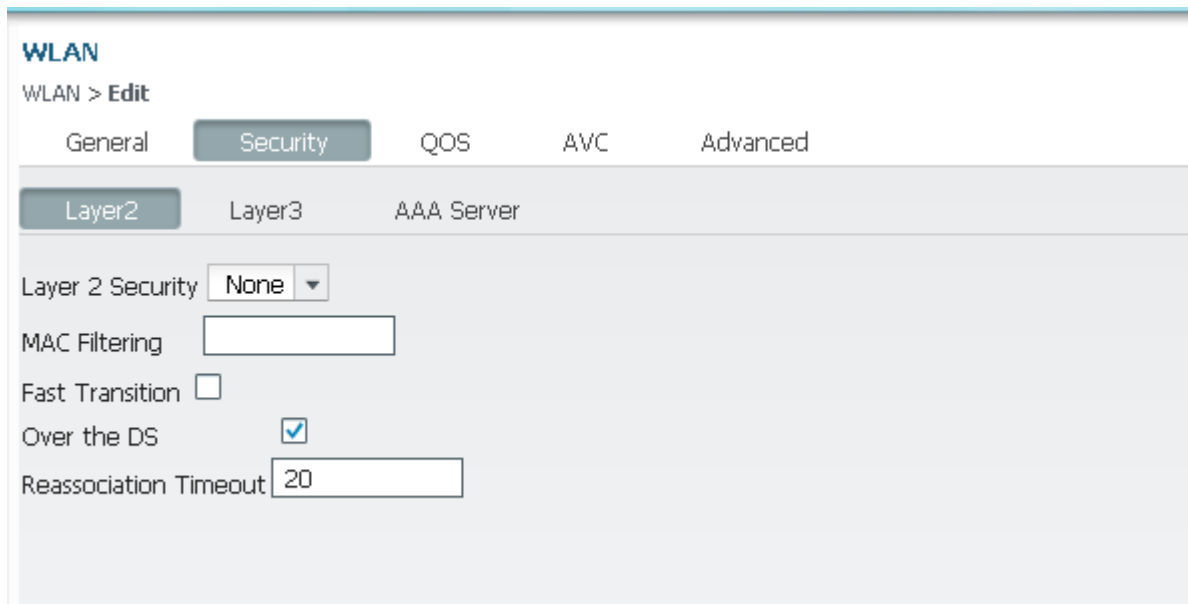 WLAN
WLAN > Edit
General Security QOS AVC Advanced
Layer2 Layer3 AAA Server
Layer 2 Security None
MAC Filtering
Fast Transition
Over the DS
Reassociation Timeout 20